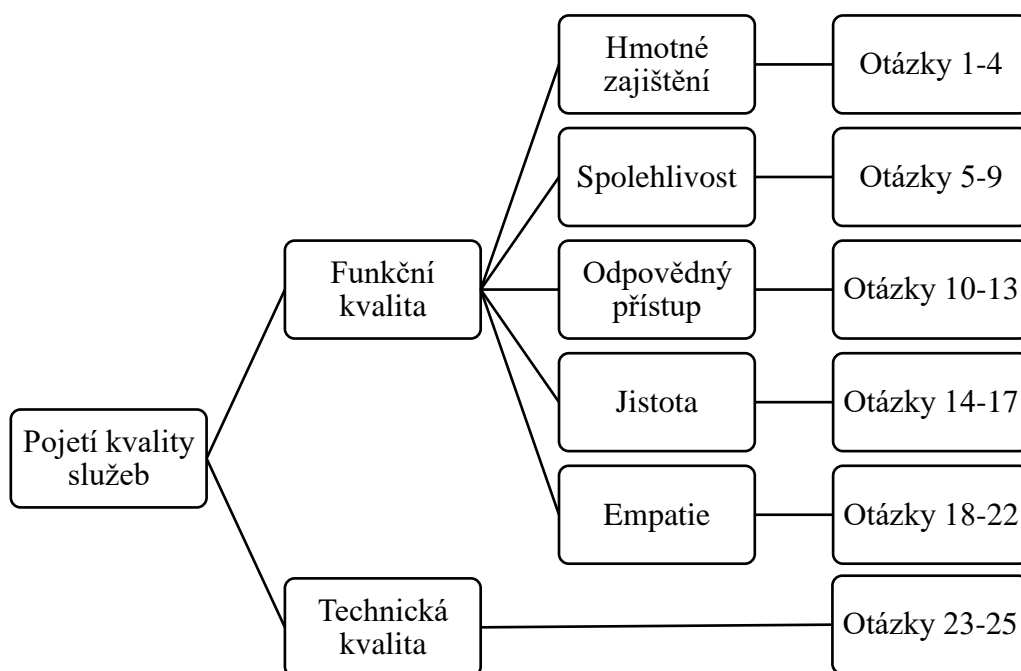 Pojetí kvality
služeb
Funkční
kvalita
Hmotné
zajištění
Otázky 1-4
Spolehlivost
Otázky 5-9
Odpovědný
přístup
Otázky 10-13
Jistota
Otázky 14-17
Empatie
Otázky 18-22
Technická
kvalita
Otázky 23-25